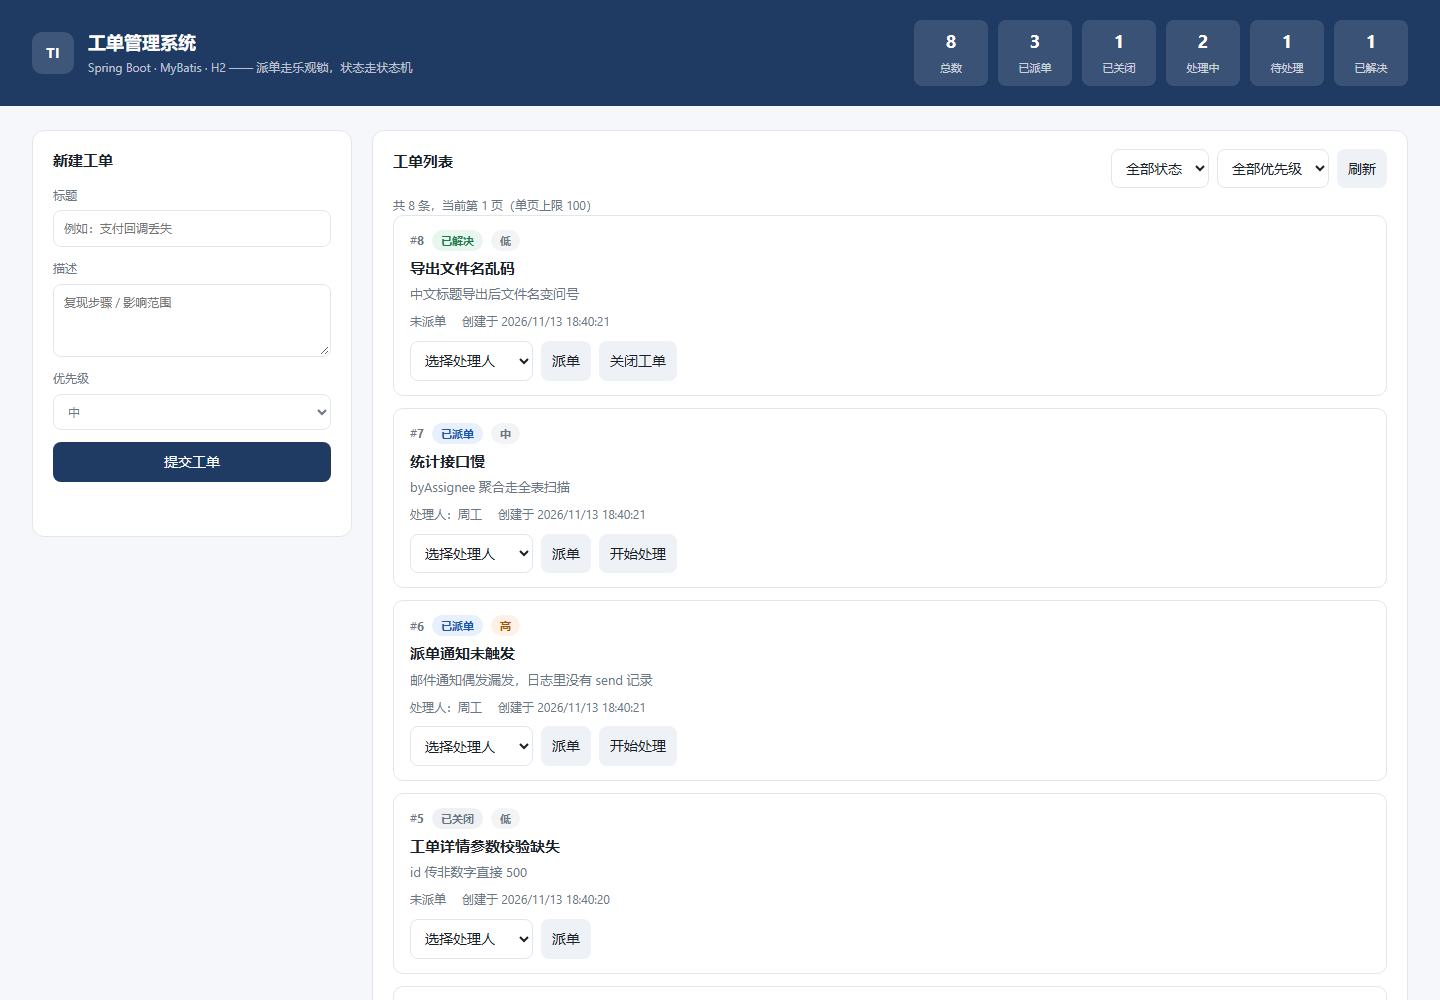 TI
工单管理系统
Spring Boot · MyBatis · H2 —— 派单走乐观锁，状态走状态机
8
总数
3
已派单
1
已关闭
2
处理中
1
待处理
1
已解决
新建工单
标题
例如：支付回调丢失
描述
复现步骤 / 影响范围
优先级
中
提交工单
工单列表
全部状态
全部优先级
刷新
共 8 条，当前第 1 页（单页上限 100）
#8 已解决 低
导出文件名乱码
中文标题导出后文件名变问号
未派单 创建于 2026/11/13 18:40:21
选择处理人 派单 关闭工单
#7 已派单 中
统计接口慢
byAssignee 聚合走全表扫描
处理人：周工 创建于 2026/11/13 18:40:21
选择处理人 派单 开始处理
#6 已派单 高
派单通知未触发
邮件通知偶发漏发，日志里没有 send 记录
处理人：周工 创建于 2026/11/13 18:40:21
选择处理人 派单 开始处理
#5 已关闭 低
工单详情参数校验缺失
id 传非数字直接 500
未派单 创建于 2026/11/13 18:40:20
选择处理人 派单